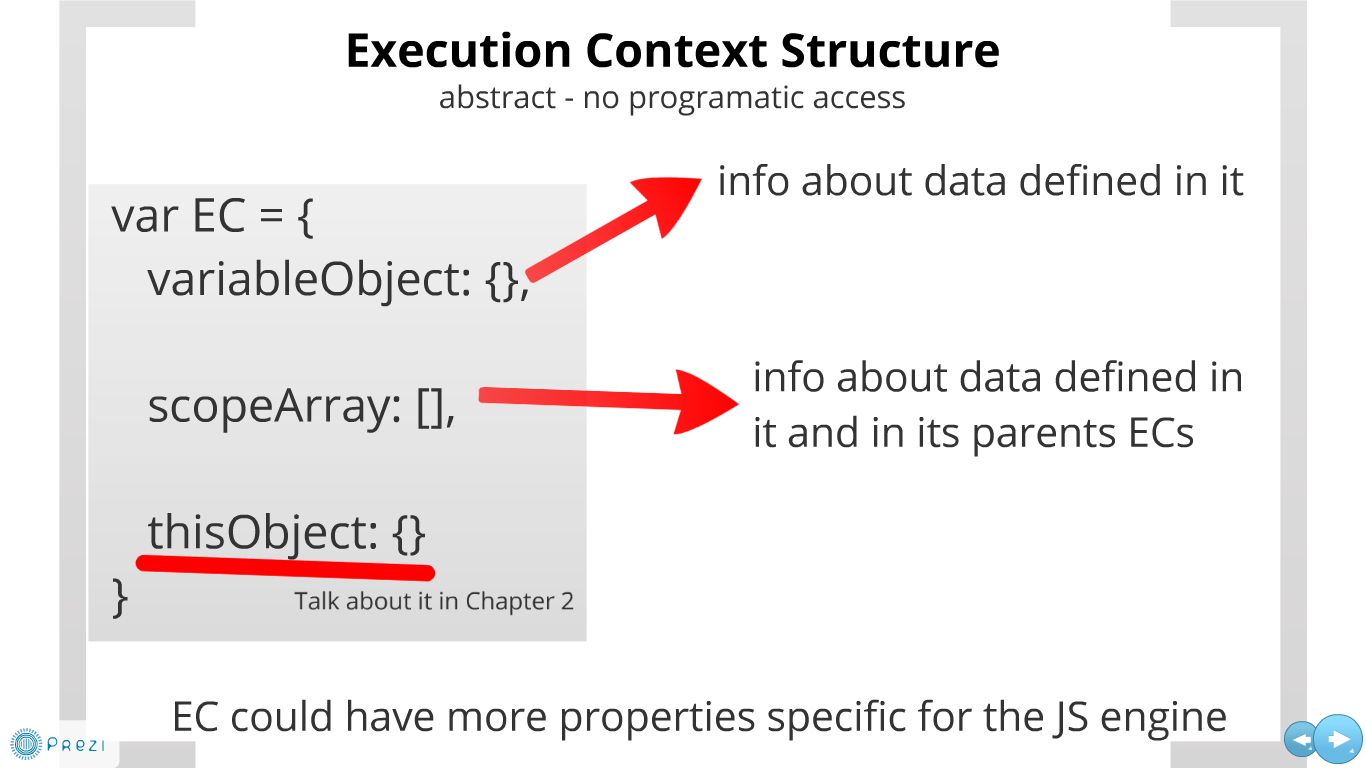 Execution Context Structure
abstract - no programatic access
info about data defined in it
var EC = {
variableObject: {},
scopeArray: [],
info about data defined in
it and in its parents ECs
thisObject: {}
}
Talk about it in Chapter 2
EC could have more properties specific for the JS engine
Prezi